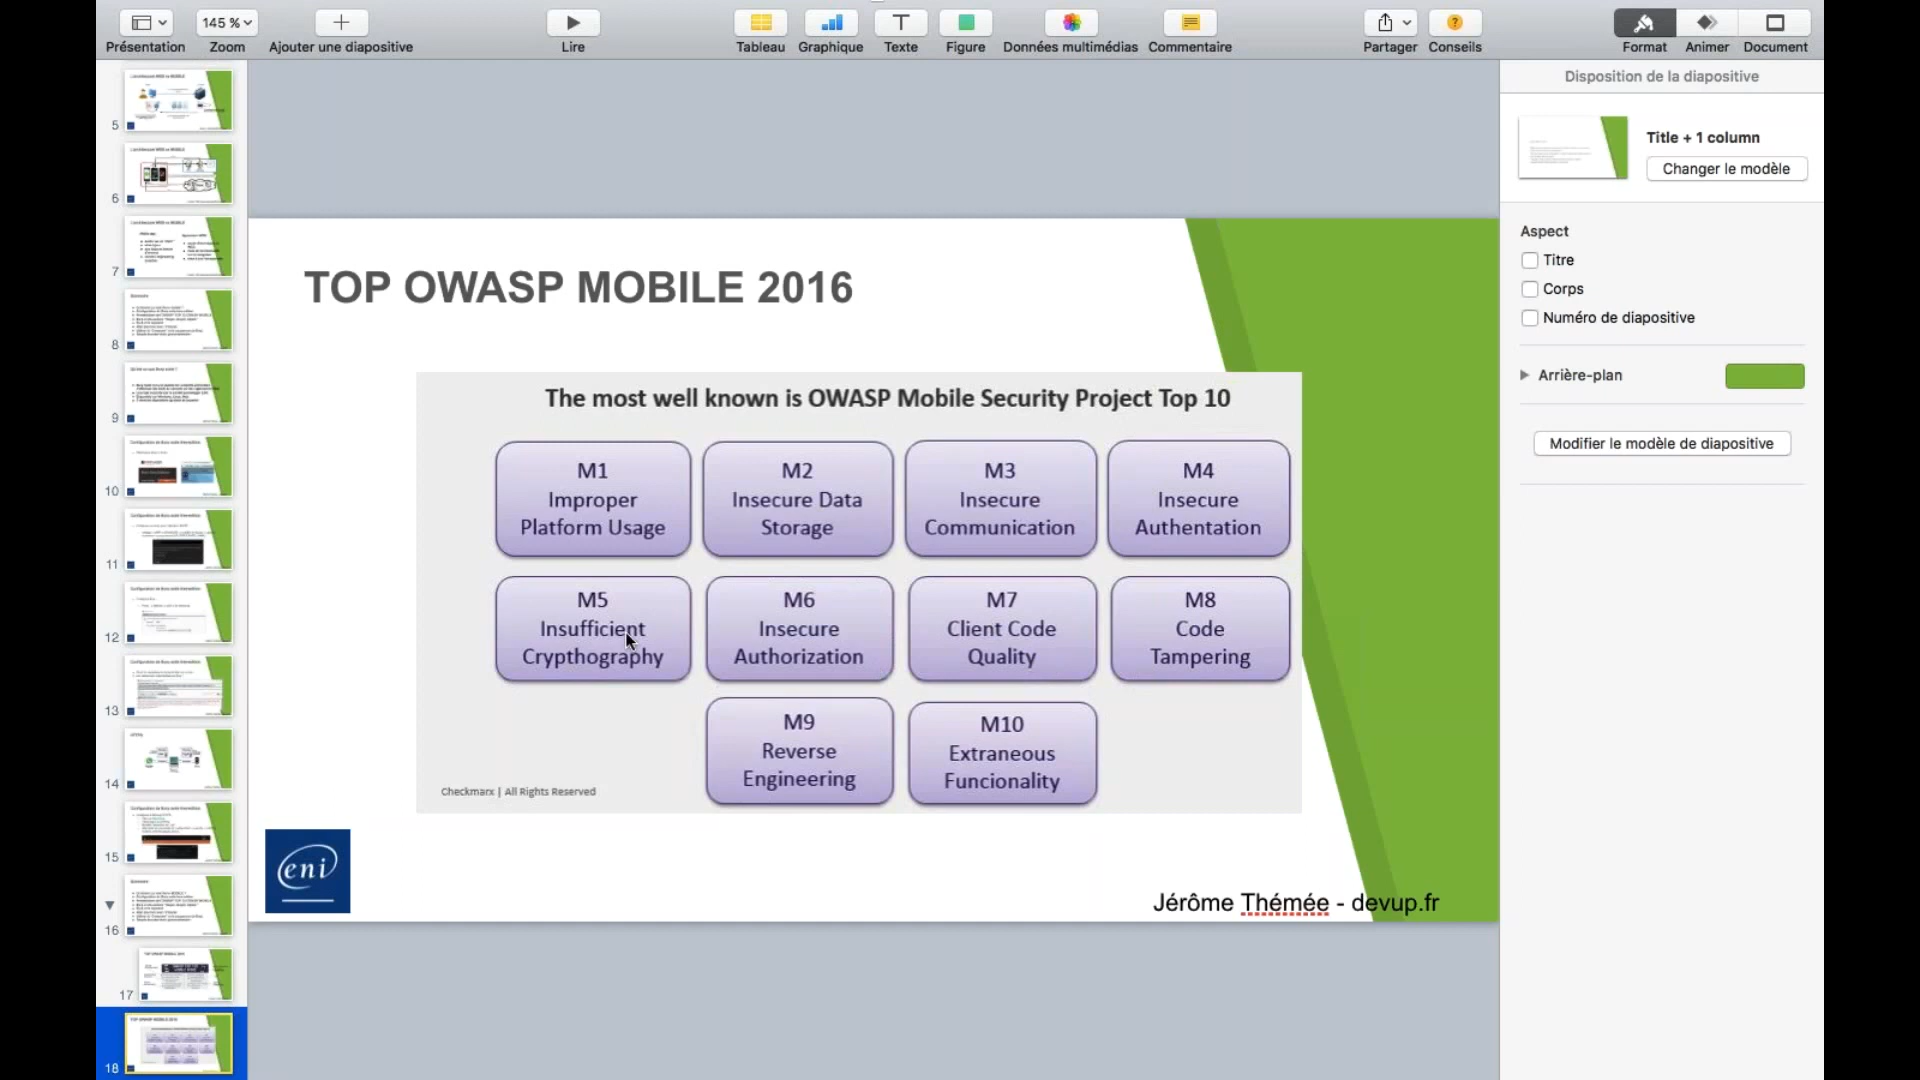 Présentation
145 %
Zoom
Ajouter une diapositive
Lire
Tableau
Graphique
Texte
Figure
Données multimédias
Commentaire
Partager
Conseils
Format
Animer
Document
5
6
7
8
9
10
11
12
13
14
15
16
17
18
TOP OWASP MOBILE 2016
The most well known is OWASP Mobile Security Project Top 10
M1
Improper
Platform Usage
M2
Insecure Data
Storage
M3
Insecure
Communication
M4
Insecure
Authentation
M5
Insufficient
Crypthography
M6
Insecure
Authorization
M7
Client Code
Quality
M8
Code
Tampering
M9
Reverse
Engineering
M10
Extraneous
Funcionality
Checkmarx | All Rights Reserved
eni
Jérôme Thémée - devup.fr
Disposition de la diapositive
Title + 1 column
Changer le modèle
Aspect
Titre
Corps
Numéro de diapositive
Arrière-plan
Modifier le modèle de diapositive